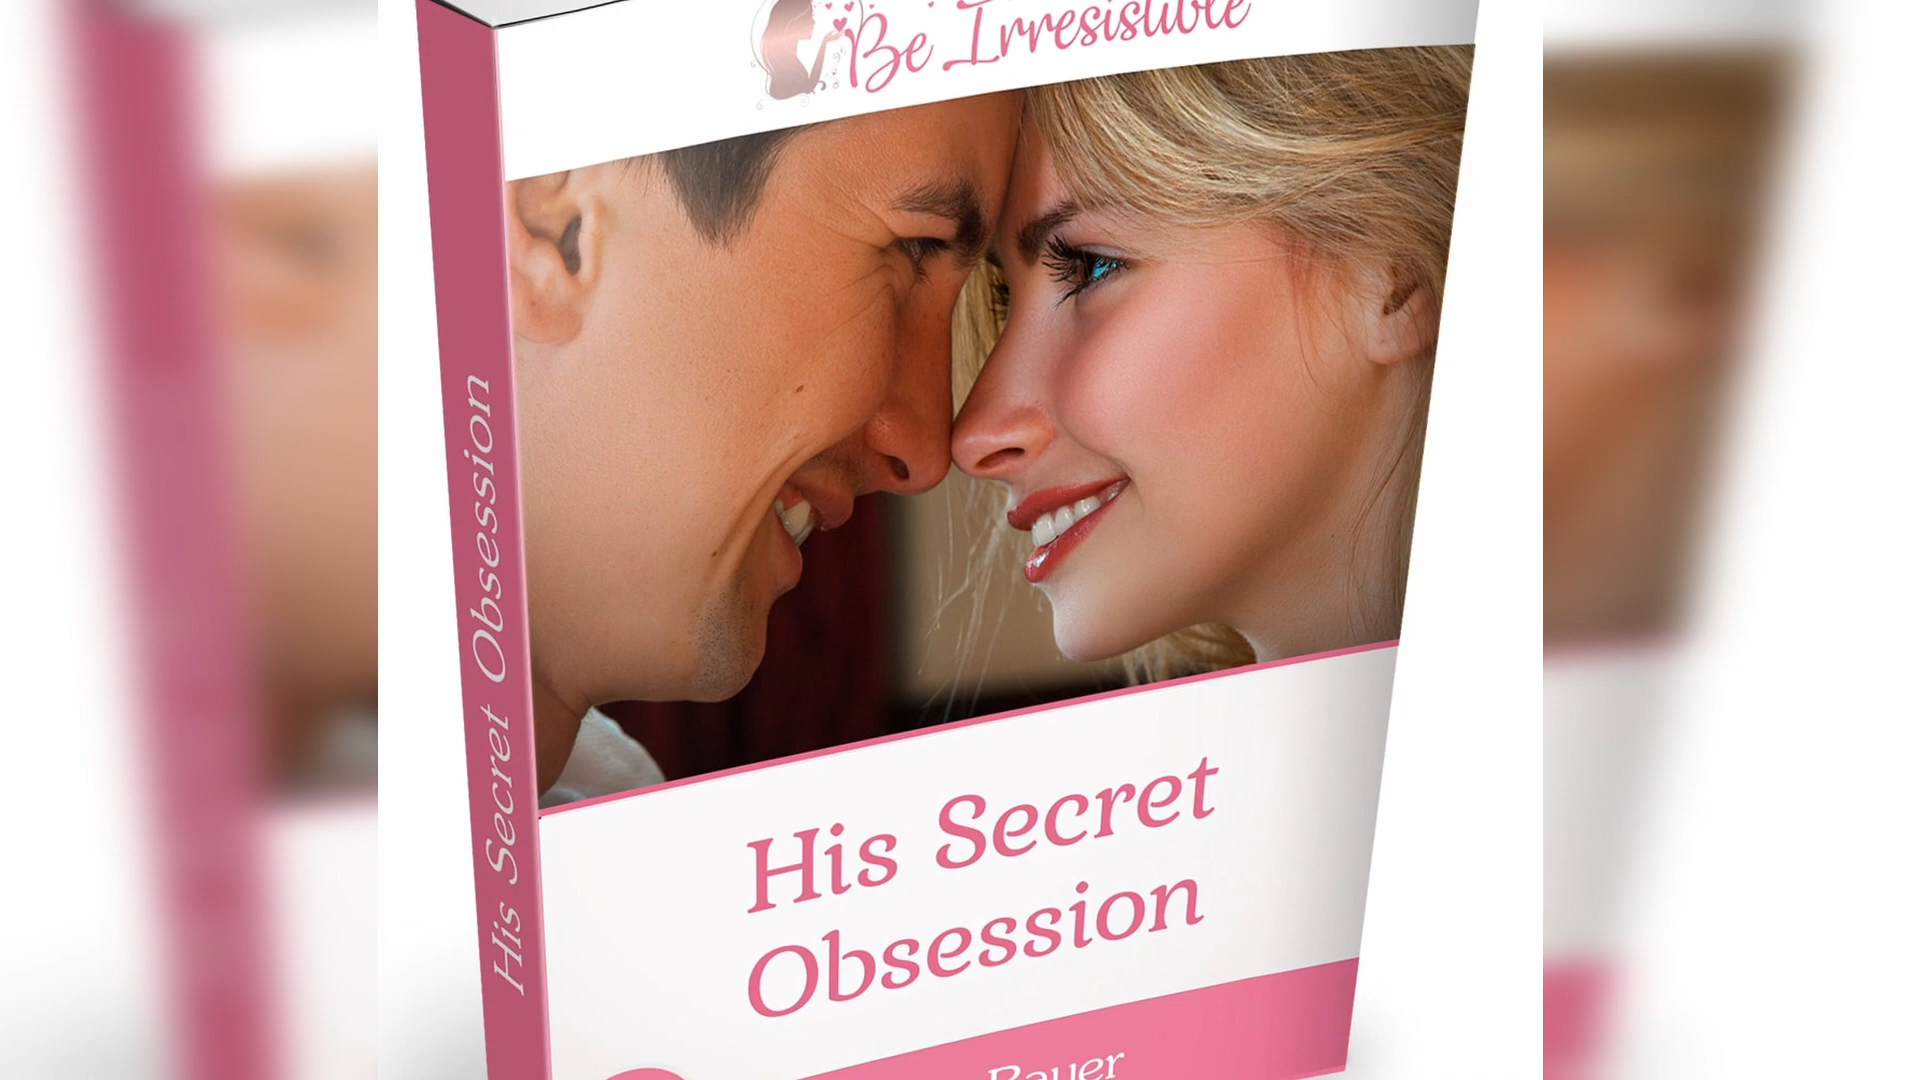 Be Irresistible
His Secret Obsession
His Secret
Obsession
Bauer